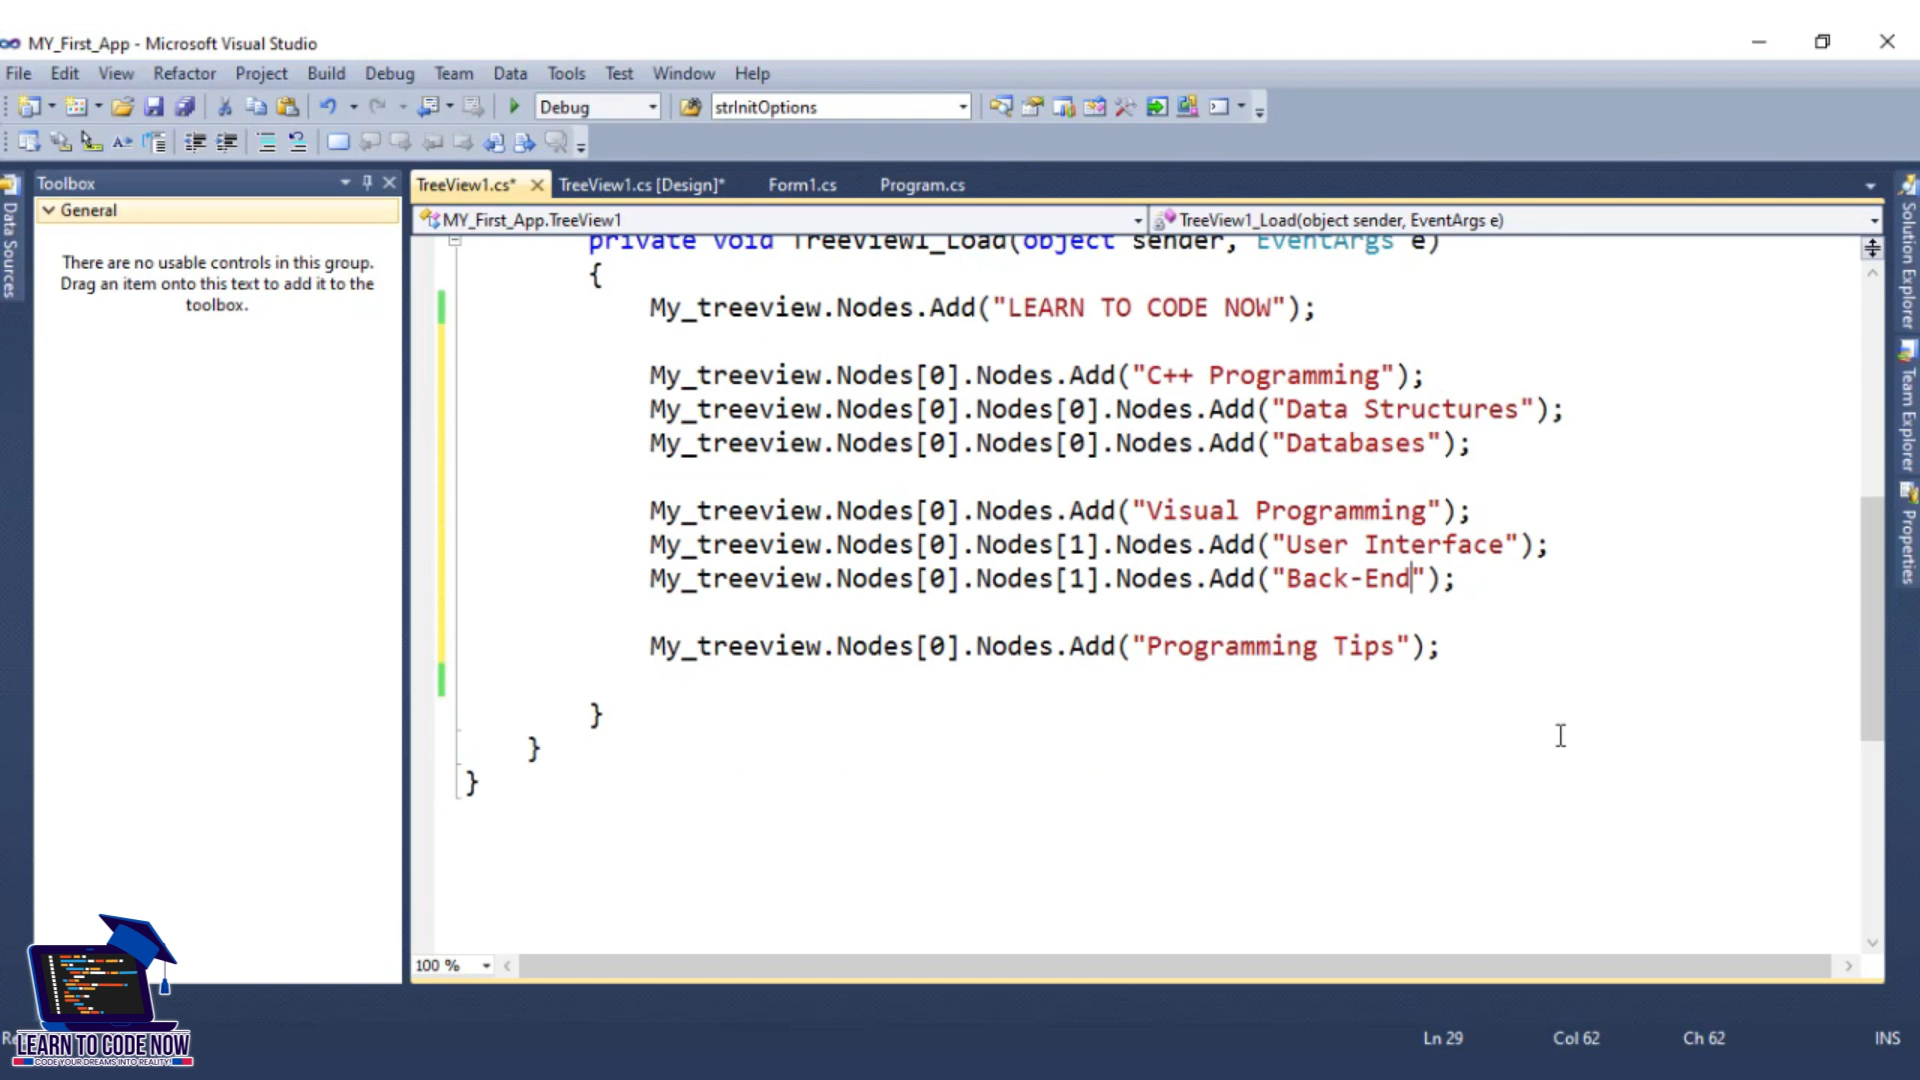 MY_First_App - Microsoft Visual Studio
File Edit View Refactor Project Build Debug Team Data Tools Test Window Help
Debug strInitOptions
Toolbox
General
There are no usable controls in this group.
Drag an item onto this text to add it to the
toolbox.
Data Sources
TreeView1.cs* TreeView1.cs [Design]* Form1.cs Program.cs
MY_First_App.TreeView1 TreeView1_Load(object sender, EventArgs e)
private void TreeView1_Load(object sender, EventArgs e)
{
My_treeview.Nodes.Add("LEARN TO CODE NOW");
My_treeview.Nodes[0].Nodes.Add("C++ Programming");
My_treeview.Nodes[0].Nodes[0].Nodes.Add("Data Structures");
My_treeview.Nodes[0].Nodes[0].Nodes.Add("Databases");
My_treeview.Nodes[0].Nodes.Add("Visual Programming");
My_treeview.Nodes[0].Nodes[1].Nodes.Add("User Interface");
My_treeview.Nodes[0].Nodes[1].Nodes.Add("Back-End");
My_treeview.Nodes[0].Nodes.Add("Programming Tips");
}
}
}
100 %
Solution Explorer
Team Explorer
Properties
LEARN TO CODE NOW
CODE YOUR DREAMS INTO REALITY!
Ln 29 Col 62 Ch 62 INS